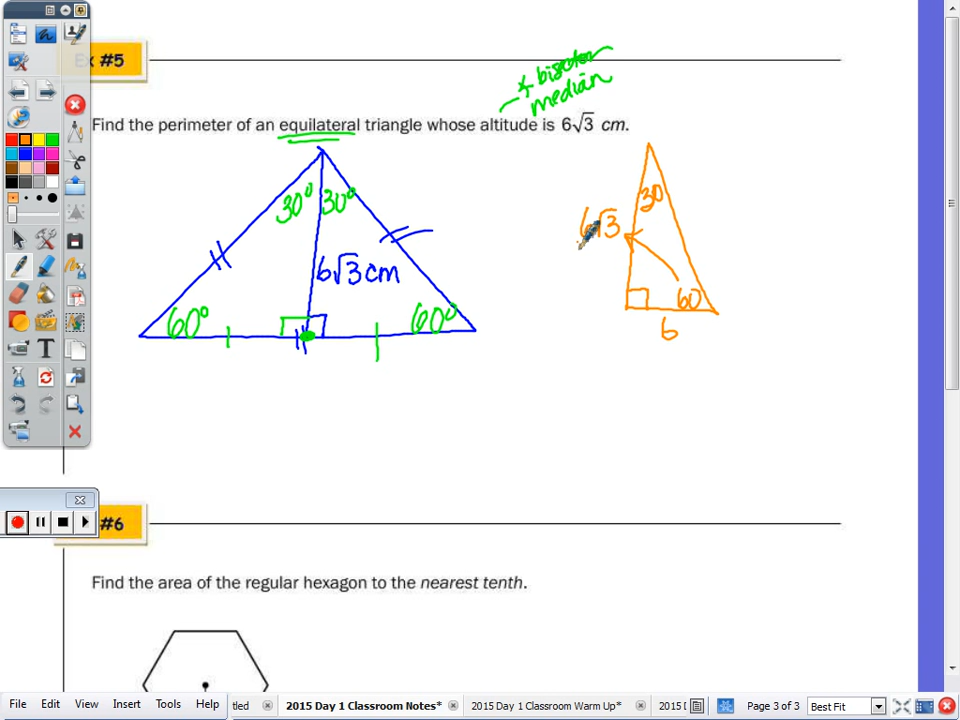 Ex #5
∡ bisector
median
Find the perimeter of an equilateral triangle whose altitude is 6√3 cm.
30° 30°
30
6√3
6√3 cm
60° 60°
60
6
#6
Find the area of the regular hexagon to the nearest tenth.
File Edit View Insert Tools Help
tled 2015 Day 1 Classroom Notes* 2015 Day 1 Classroom Warm Up* 2015 D Page 3 of 3 Best Fit